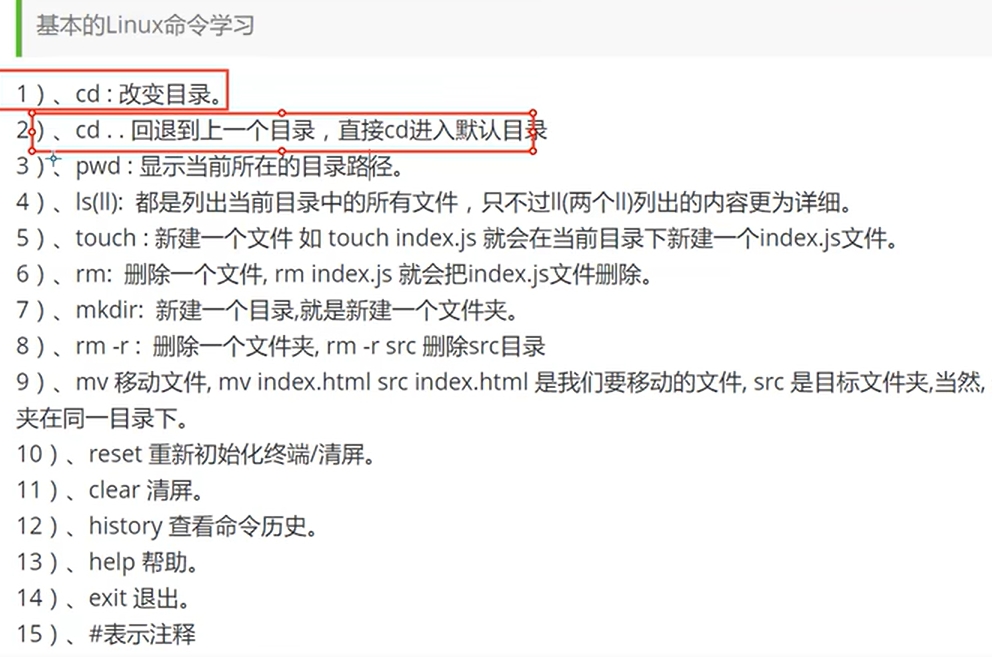 基本的Linux命令学习
1）、cd : 改变目录。
2）、cd . . 回退到上一个目录，直接cd进入默认目录
3）、pwd : 显示当前所在的目录路径。
4）、ls(ll):  都是列出当前目录中的所有文件，只不过ll(两个ll)列出的内容更为详细。
5）、touch : 新建一个文件 如 touch index.js 就会在当前目录下新建一个index.js文件。
6）、rm:  删除一个文件, rm index.js 就会把index.js文件删除。
7）、mkdir:  新建一个目录,就是新建一个文件夹。
8）、rm -r :  删除一个文件夹, rm -r src 删除src目录
9）、mv 移动文件, mv index.html src index.html 是我们要移动的文件, src 是目标文件夹,当然,
夹在同一目录下。
10）、reset 重新初始化终端/清屏。
11）、clear 清屏。
12）、history 查看命令历史。
13）、help 帮助。
14）、exit 退出。
15）、#表示注释